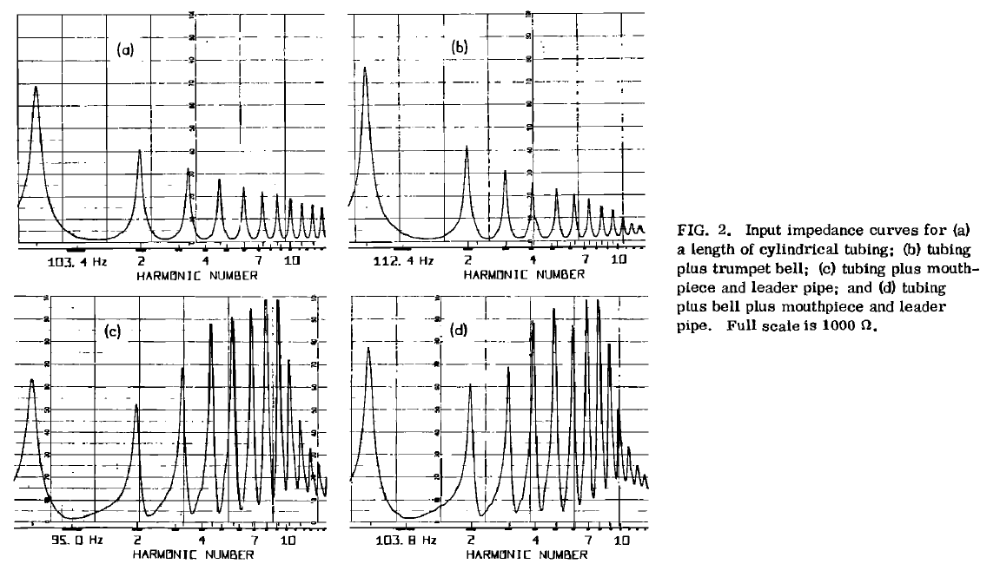 (a)
103.4 Hz 2 4 7 10
HARMONIC NUMBER
(b)
112.4 Hz 2 4 7 10
HARMONIC NUMBER
(c)
95.0 Hz 2 4 7 10
HARMONIC NUMBER
(d)
103.8 Hz 2 4 7 10
HARMONIC NUMBER
FIG. 2. Input impedance curves for (a)
a length of cylindrical tubing; (b) tubing
plus trumpet bell; (c) tubing plus mouth-
piece and leader pipe; and (d) tubing
plus bell plus mouthpiece and leader
pipe. Full scale is 1000 Ω.